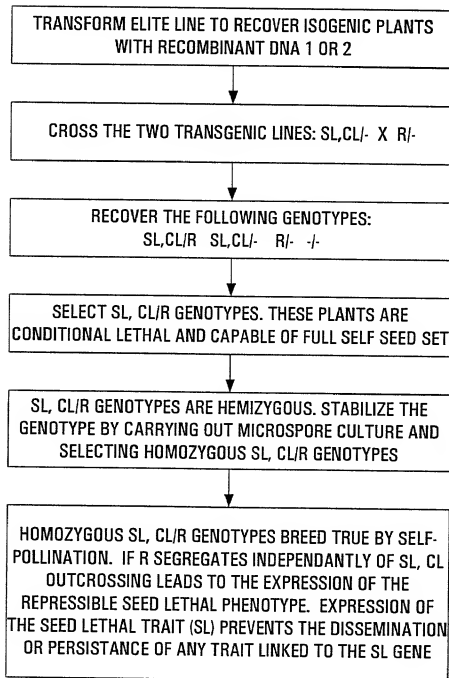 TRANSFORM ELITE LINE TO RECOVER ISOGENIC PLANTS
WITH RECOMBINANT DNA 1 OR 2
CROSS THE TWO TRANSGENIC LINES: SL,CL/- X R/-
RECOVER THE FOLLOWING GENOTYPES:
SL,CL/R SL,CL/- R/- -/-
SELECT SL, CL/R GENOTYPES. THESE PLANTS ARE
CONDITIONAL LETHAL AND CAPABLE OF FULL SELF SEED SET
SL, CL/R GENOTYPES ARE HEMIZYGOUS. STABILIZE THE
GENOTYPE BY CARRYING OUT MICROSPORE CULTURE AND
SELECTING HOMOZYGOUS SL, CL/R GENOTYPES
HOMOZYGOUS SL, CL/R GENOTYPES BREED TRUE BY SELF-
POLLINATION. IF R SEGREGATES INDEPENDANTLY OF SL, CL
OUTCROSSING LEADS TO THE EXPRESSION OF THE
REPRESSIBLE SEED LETHAL PHENOTYPE. EXPRESSION OF
THE SEED LETHAL TRAIT (SL) PREVENTS THE DISSEMINATION
OR PERSISTANCE OF ANY TRAIT LINKED TO THE SL GENE